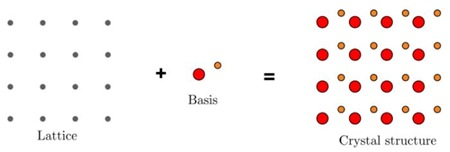 +
=
Basis
Lattice
Crystal structure